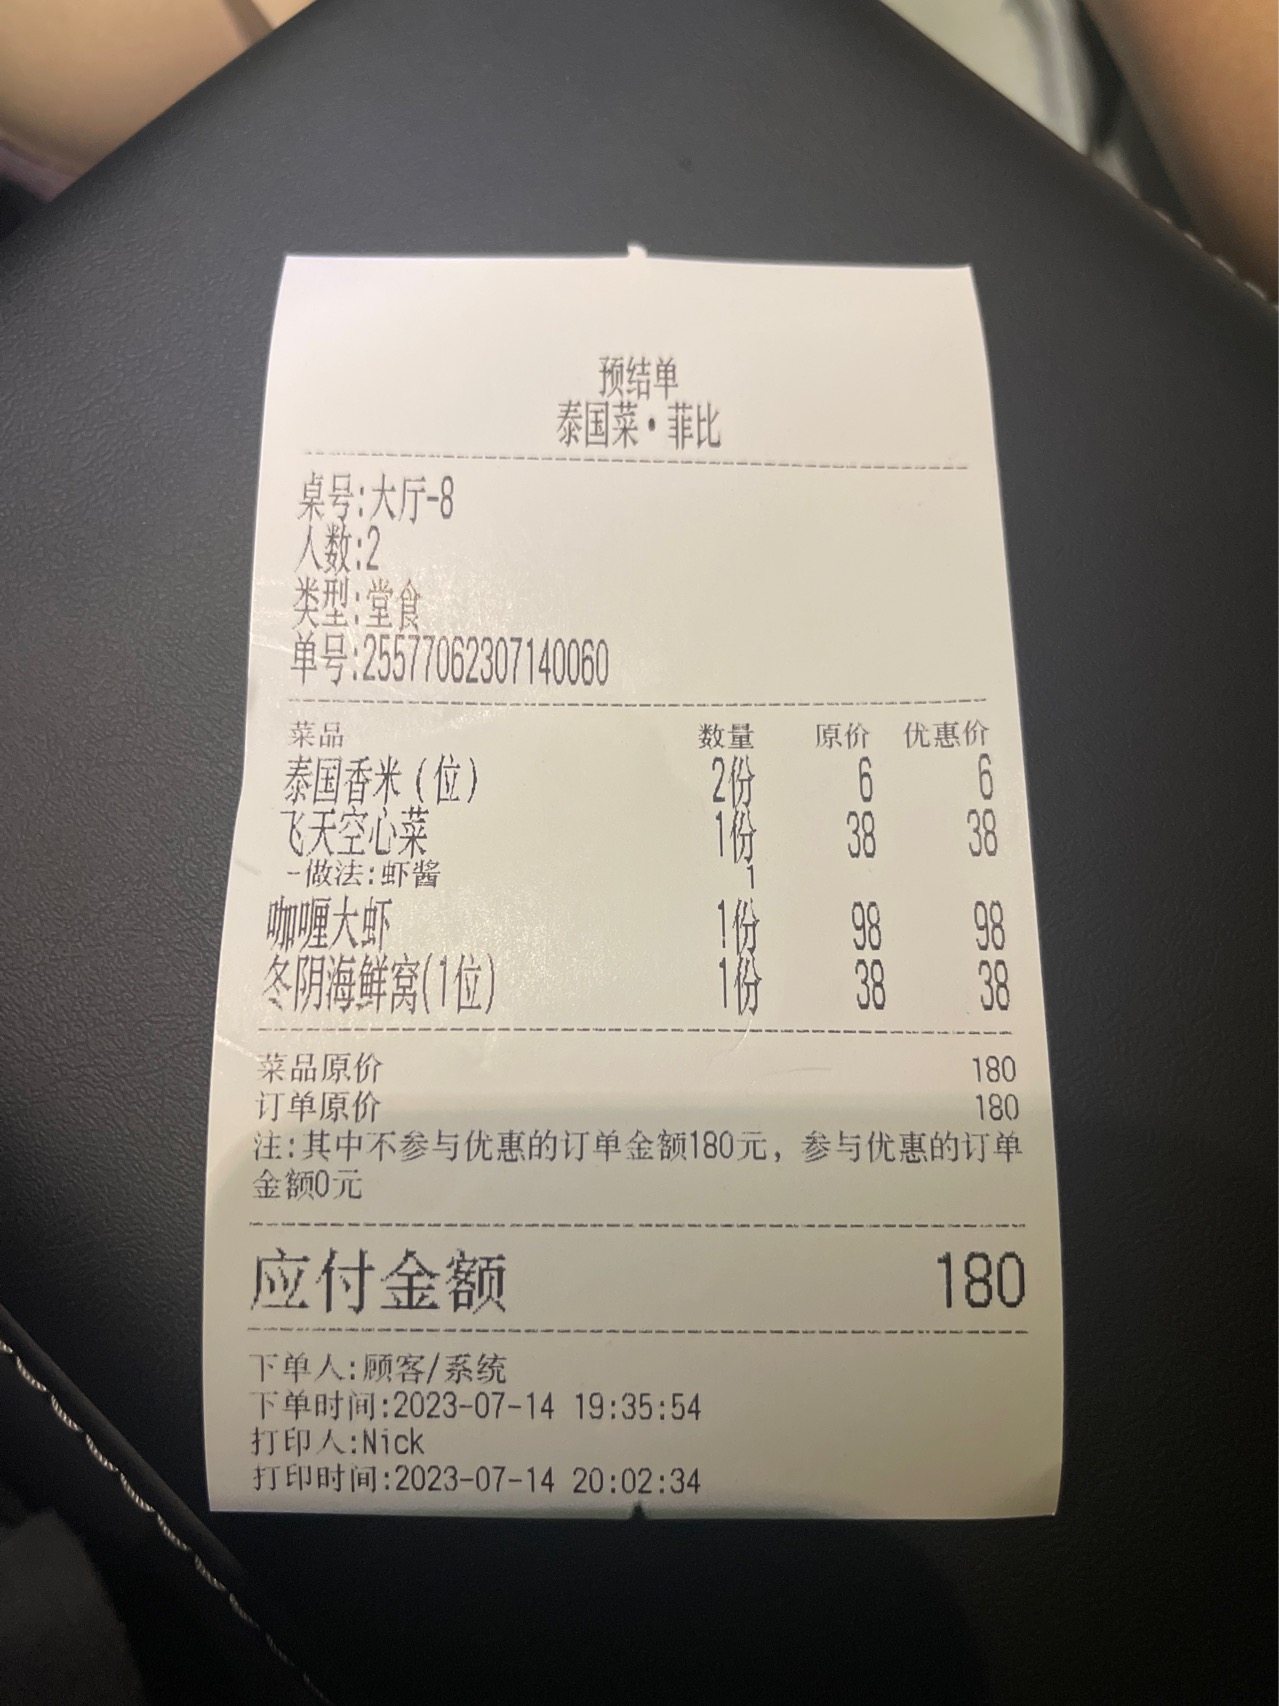 预结单
泰国菜·菲比
桌号:大厅-8
人数:2
类型:堂食
单号:25577062307140060
菜品 数量 原价 优惠价
泰国香米(位) 2份 6 6
飞天空心菜 1份 38 38
-做法:虾酱 1
咖喱大虾 1份 98 98
冬阴海鲜窝(1位) 1份 38 38
菜品原价 180
订单原价 180
注:其中不参与优惠的订单金额180元, 参与优惠的订单
金额0元
应付金额 180
下单人:顾客/系统
下单时间:2023-07-14 19:35:54
打印人:Nick
打印时间:2023-07-14 20:02:34